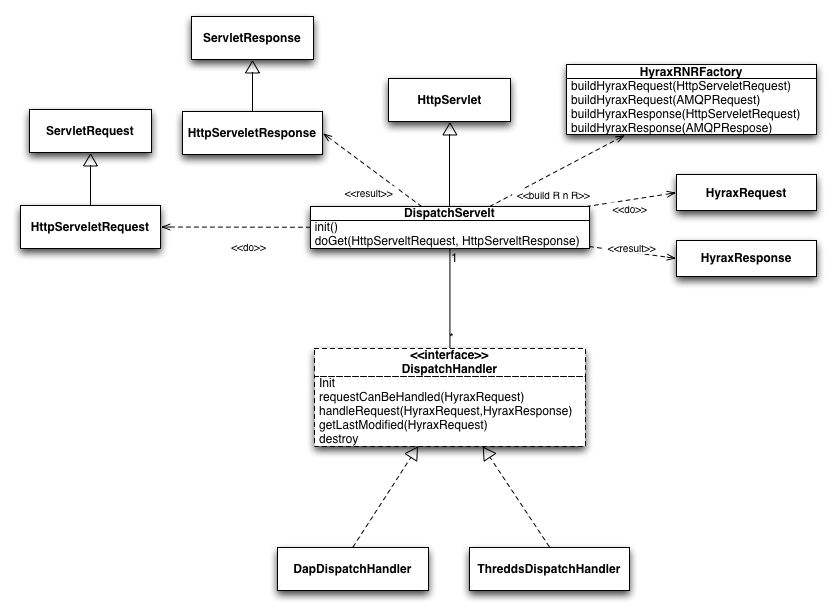 ServletResponse
HyraxRNRFactory
buildHyraxRequest(HttpServeletRequest)
buildHyraxRequest(AMQPRequest)
buildHyraxResponse(HttpServeletRequest)
buildHyraxResponse(AMQPRespose)
HttpServlet
ServletRequest
HttpServeletResponse
<<result>>
<<build R n R>>
HyraxRequest
<<do>>
HttpServeletRequest
<<do>>
DispatchServelt
init()
doGet(HttpServeltRequest, HttpServeltResponse)
<<result>>
HyraxResponse
1
*
<<interface>>
DispatchHandler
Init
requestCanBeHandled(HyraxRequest)
handleRequest(HyraxRequest,HyraxResponse)
getLastModified(HyraxRequest)
destroy
DapDispatchHandler
ThreddsDispatchHandler